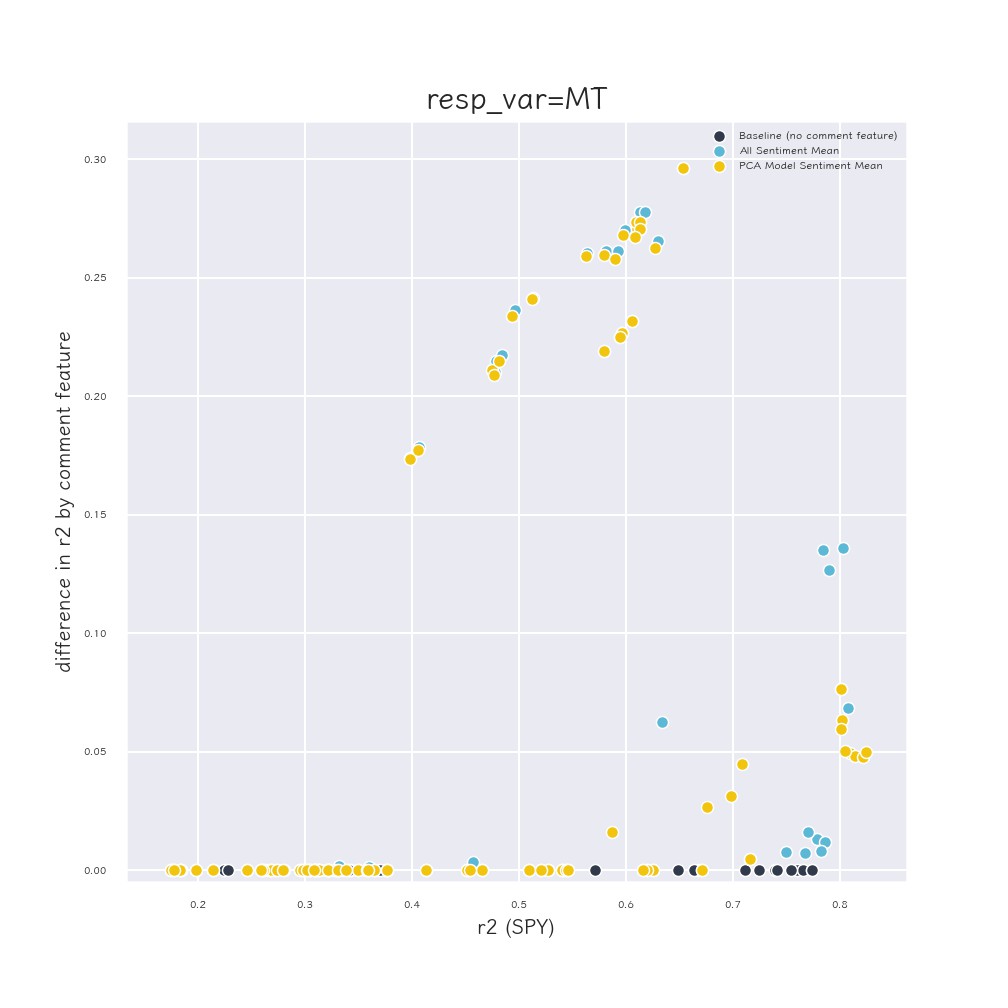 resp_var=MT
Baseline (no comment feature)
All Sentiment Mean
PCA Model Sentiment Mean
difference in r2 by comment feature
0.30
0.25
0.20
0.15
0.10
0.05
0.00
0.2 0.3 0.4 0.5 0.6 0.7 0.8
r2 (SPY)